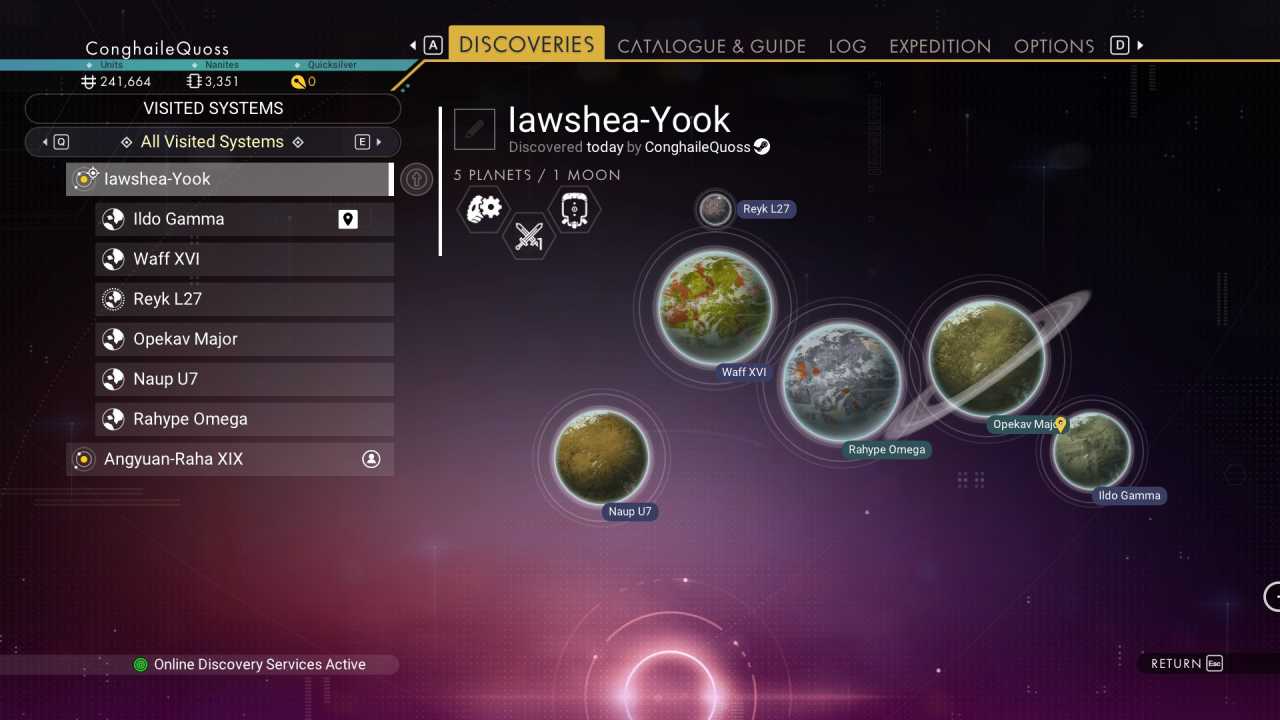 ConghaileQuoss
A DISCOVERIES CATALOGUE & GUIDE LOG EXPEDITION OPTIONS D
Units Nanites Quicksilver
241,664 3,351 0
VISITED SYSTEMS
Q All Visited Systems E
Iawshea-Yook
Ildo Gamma
Waff XVI
Reyk L27
Opekav Major
Naup U7
Rahype Omega
Angyuan-Raha XIX
Iawshea-Yook
Discovered today by ConghaileQuoss
5 PLANETS / 1 MOON
Reyk L27
Waff XVI
Opekav Majo
Rahype Omega
Ildo Gamma
Naup U7
Online Discovery Services Active
RETURN Esc